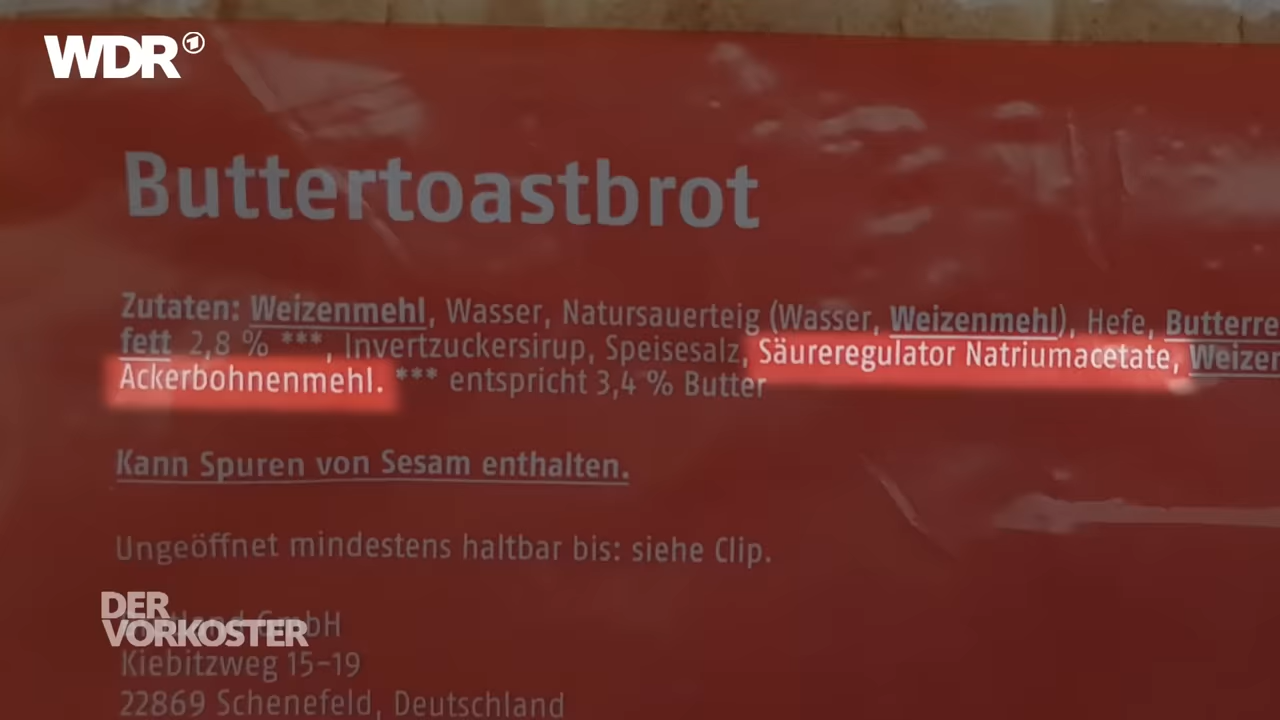 WDR
Buttertoastbrot
Zutaten: Weizenmehl, Wasser, Natursauerteig (Wasser, Weizenmehl), Hefe, Butterre
fett 2,8 % ***, Invertzuckersirup, Speisesalz, Säureregulator Natriumacetate, Weizen
Ackerbohnenmehl. *** entspricht 3,4 % Butter
Kann Spuren von Sesam enthalten.
Ungeöffnet mindestens haltbar bis: siehe Clip.
GmbH
DER
VORKOSTER
Kiebitzweg 15-19
22869 Schenefeld, Deutschland